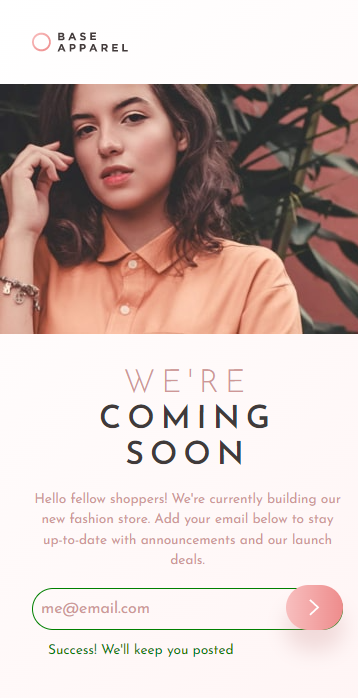 BASE
APPAREL
WE'RE
COMING
SOON
Hello fellow shoppers! We're currently building our
new fashion store. Add your email below to stay
up-to-date with announcements and our launch
deals.
me@email.com
Success! We'll keep you posted